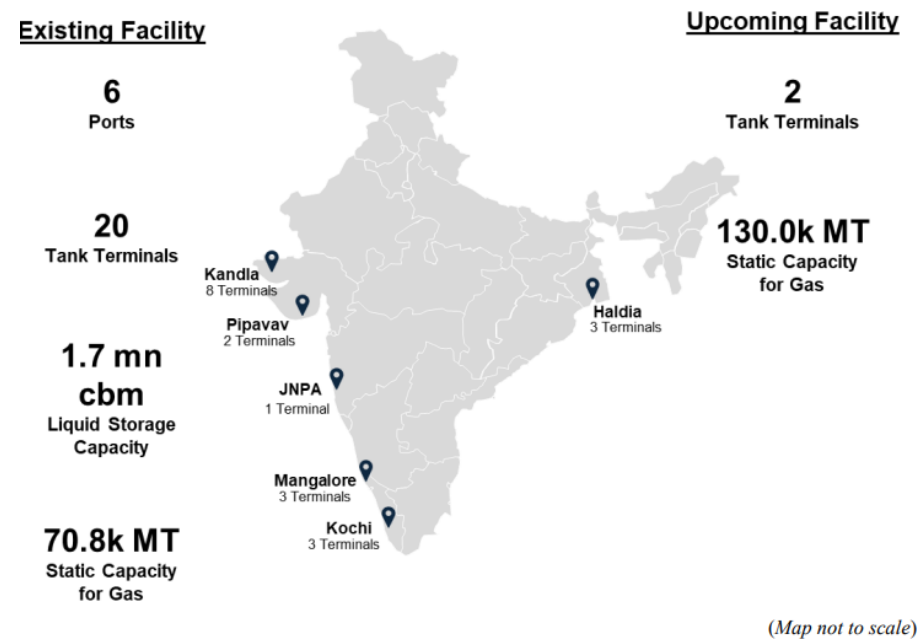 Existing Facility
6
Ports
20
Tank Terminals
1.7 mn
cbm
Liquid Storage
Capacity
70.8k MT
Static Capacity
for Gas
Kandla
8 Terminals
Pipavav
2 Terminals
JNPA
1 Terminal
Mangalore
3 Terminals
Kochi
3 Terminals
Haldia
3 Terminals
Upcoming Facility
2
Tank Terminals
130.0k MT
Static Capacity
for Gas
(Map not to scale)